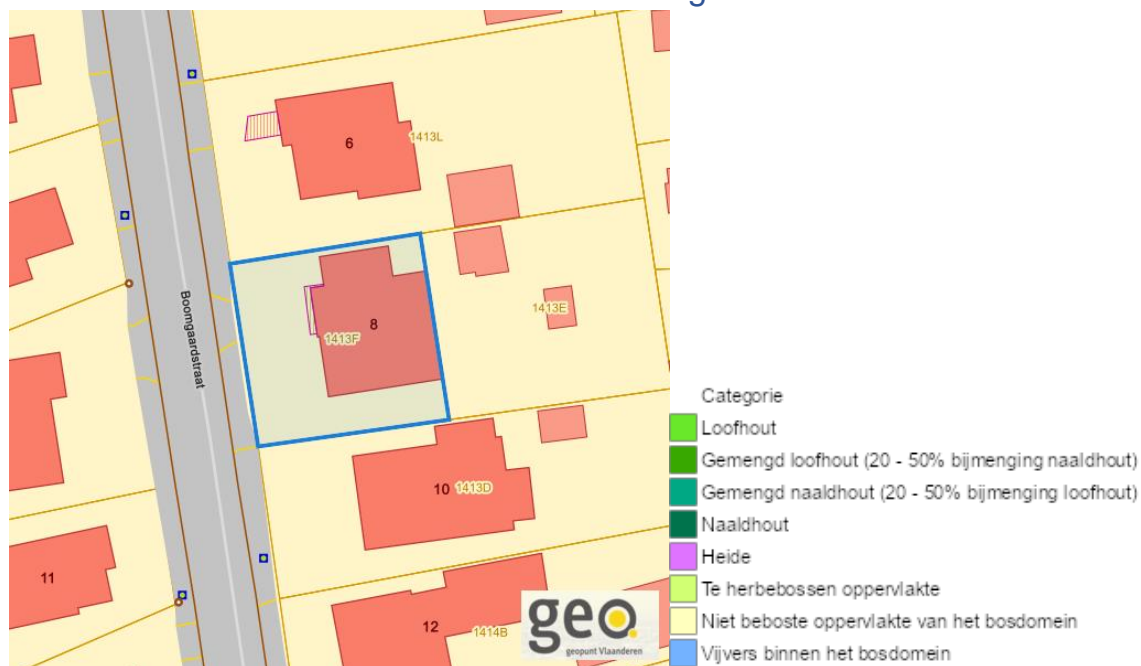 6
1413L
Boomgaardstraat
1413E
8
1413F
10 1413D
11
12
1414B
geo
geopunt Vlaanderen
Categorie
Loofhout
Gemengd loofhout (20 - 50% bijmenging naaldhout)
Gemengd naaldhout (20 - 50% bijmenging loofhout)
Naaldhout
Heide
Te herbebossen oppervlakte
Niet beboste oppervlakte van het bosdomein
Vijvers binnen het bosdomein